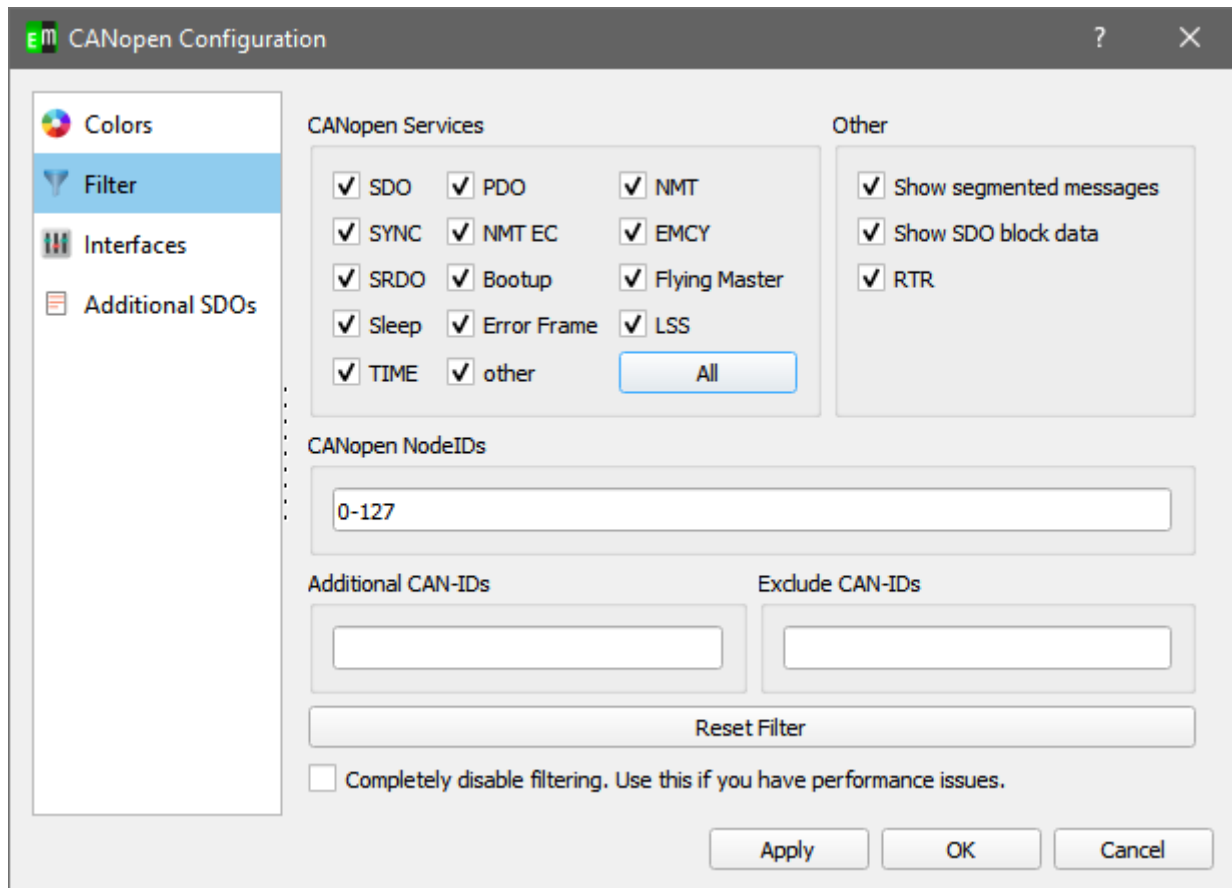 EM CANopen Configuration ? ×
Colors
Filter
Interfaces
Additional SDOs
CANopen Services
SDO PDO NMT
SYNC NMT EC EMCY
SRDO Bootup Flying Master
Sleep Error Frame LSS
TIME other All
Other
Show segmented messages
Show SDO block data
RTR
CANopen NodeIDs
0-127
Additional CAN-IDs
Exclude CAN-IDs
Reset Filter
Completely disable filtering. Use this if you have performance issues.
Apply OK Cancel